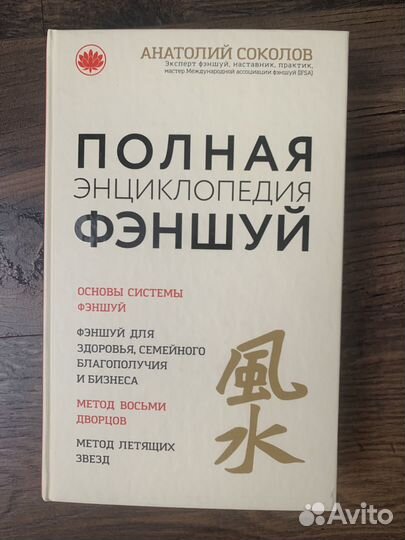 АНАТОЛИЙ СОКОЛОВ
Эксперт фэншуй, наставник, практик,
мастер Международной ассоциации фэншуй (IFSA)
ПОЛНАЯ
ЭНЦИКЛОПЕДИЯ
ФЭНШУЙ
ОСНОВЫ СИСТЕМЫ
ФЭНШУЙ
ФЭНШУЙ ДЛЯ
ЗДОРОВЬЯ, СЕМЕЙНОГО
БЛАГОПОЛУЧИЯ
И БИЗНЕСА
МЕТОД ВОСЬМИ
ДВОРЦОВ
МЕТОД ЛЕТЯЩИХ
ЗВЕЗД
風
水
Avito